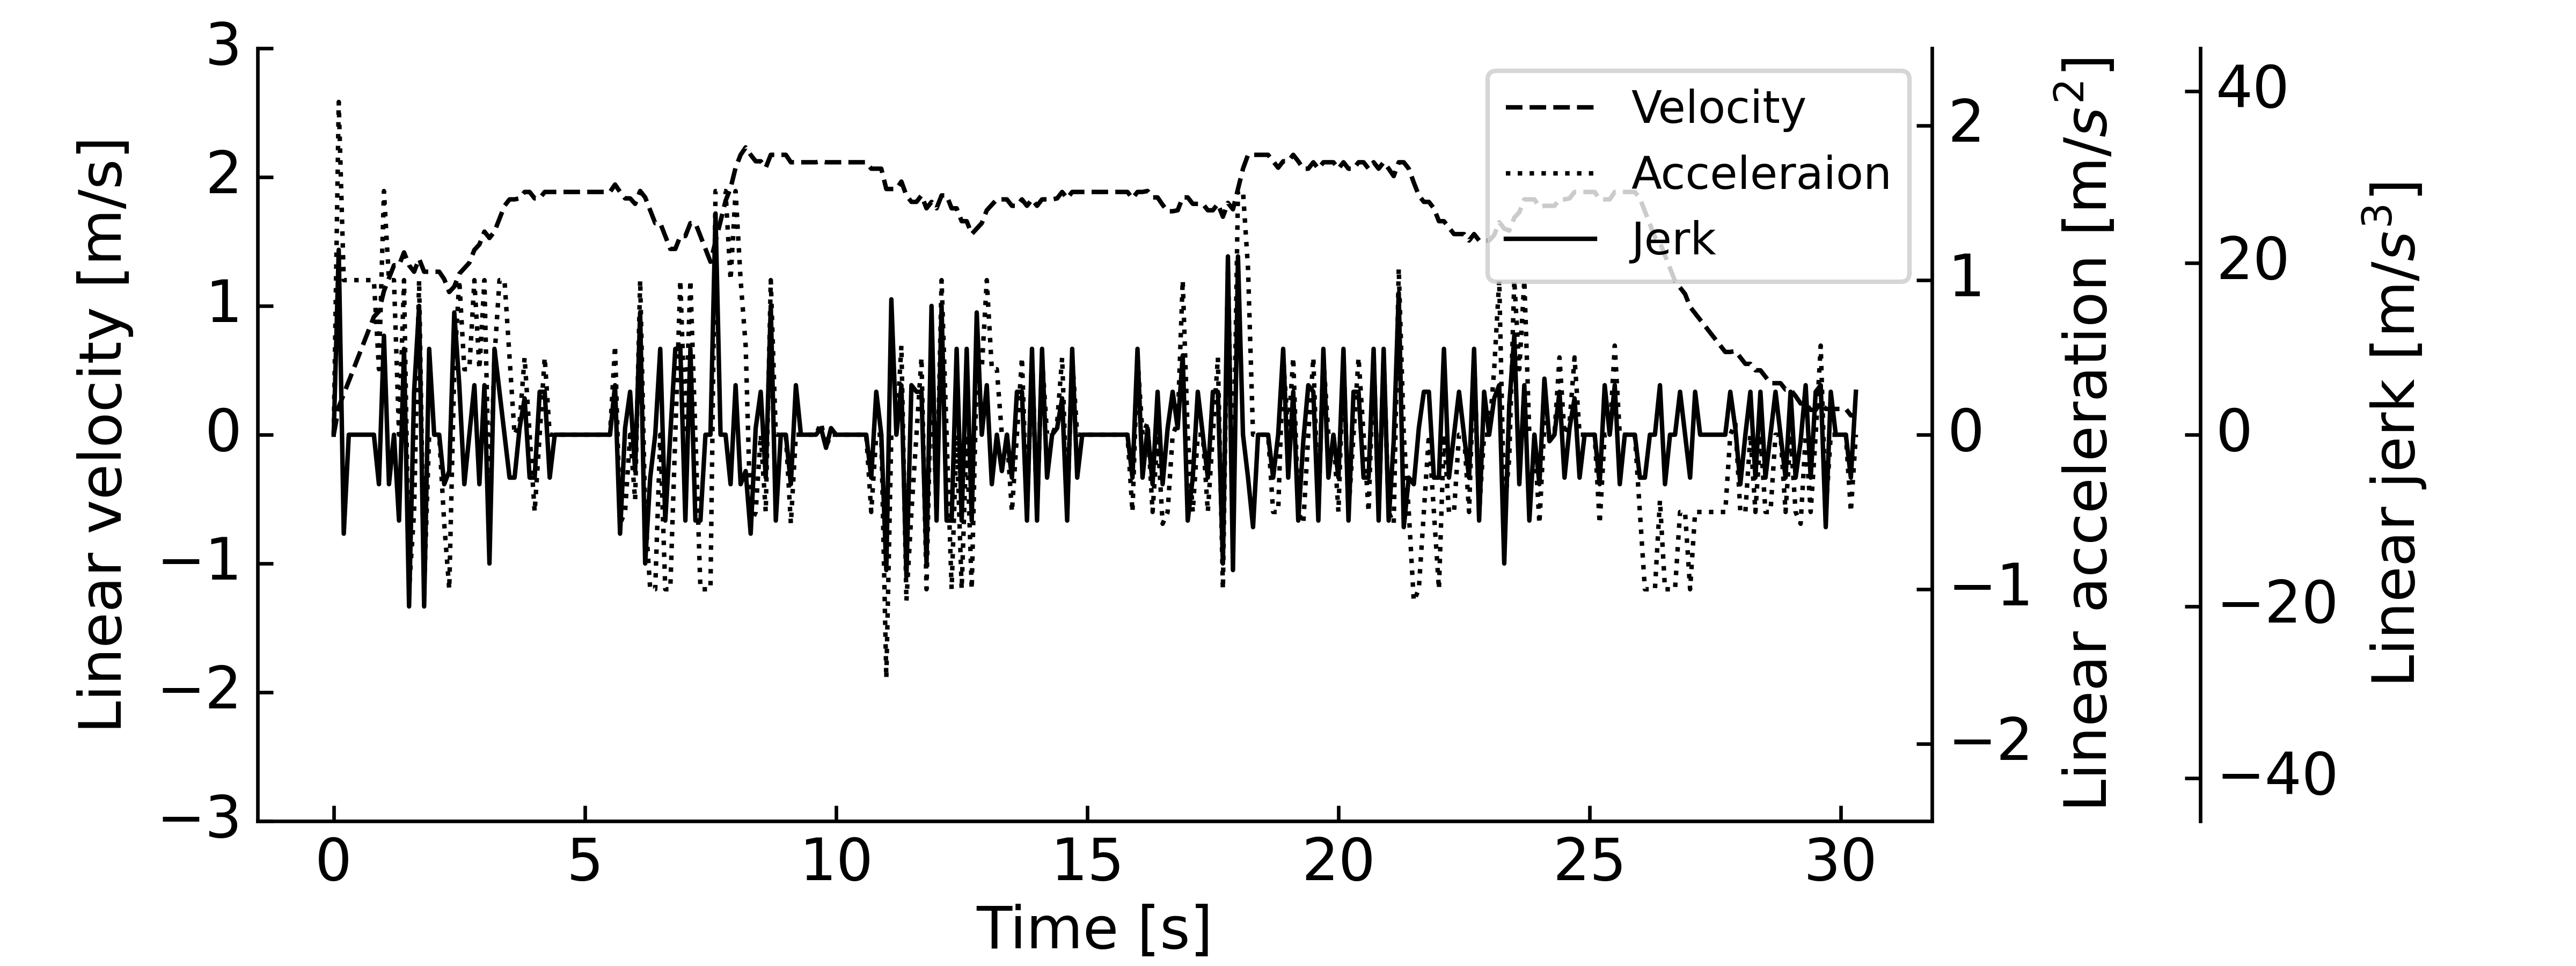 Linear velocity [m/s]
3
2
1
0
−1
−2
−3
0 5 10 15 20 25 30
Time [s]
Velocity
Acceleraion
Jerk
2
1
0
−1
−2
Linear acceleration [m/s²]
40
20
0
−20
−40
Linear jerk [m/s³]